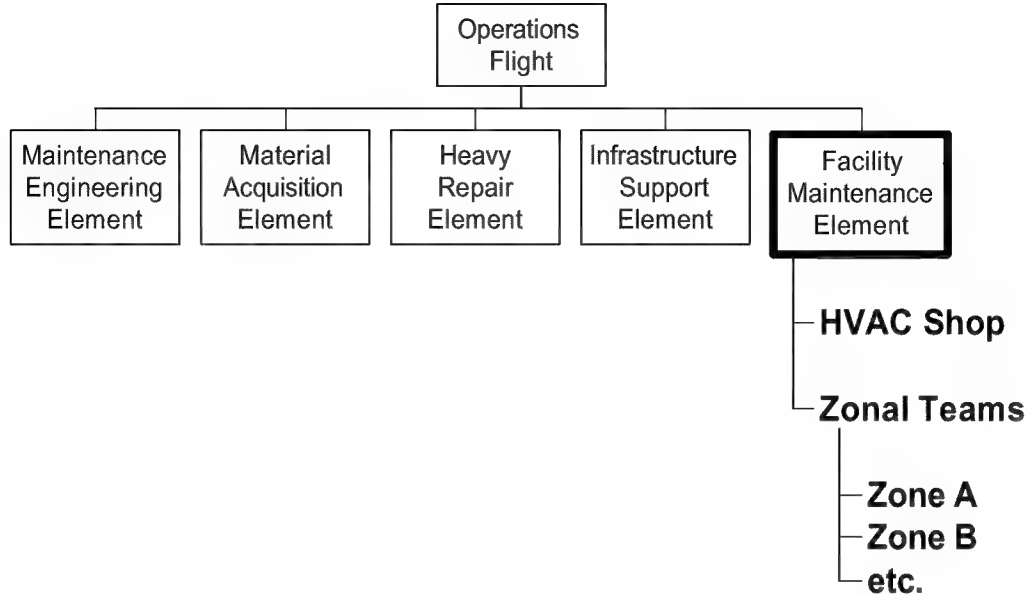 Operations
Flight
Maintenance
Engineering
Element
Material
Acquisition
Element
Heavy
Repair
Element
Infrastructure
Support
Element
Facility
Maintenance
Element
HVAC Shop
Zonal Teams
Zone A
Zone B
etc.